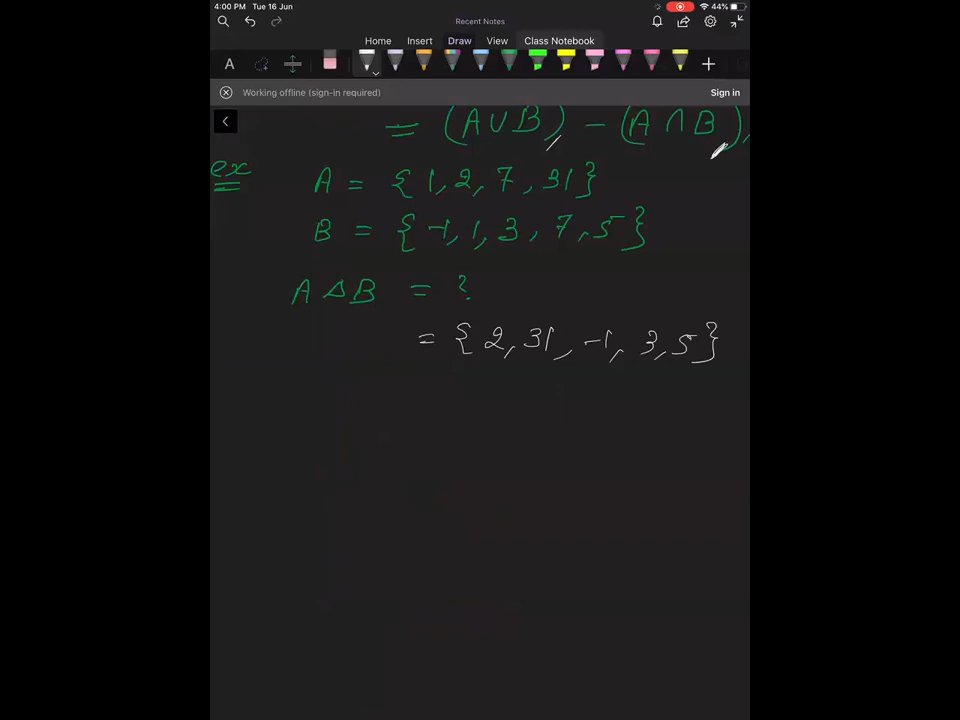 4:00 PM Tue 16 Jun 44%
Recent Notes
Home Insert Draw View Class Notebook
A
Working offline (sign-in required) Sign in
= (A∪B) - (A∩B),
ex A = {1, 2, 7, 31}
B = {-1, 1, 3, 7, 5}
A Δ B = ?
= {2, 31, -1, 3, 5}